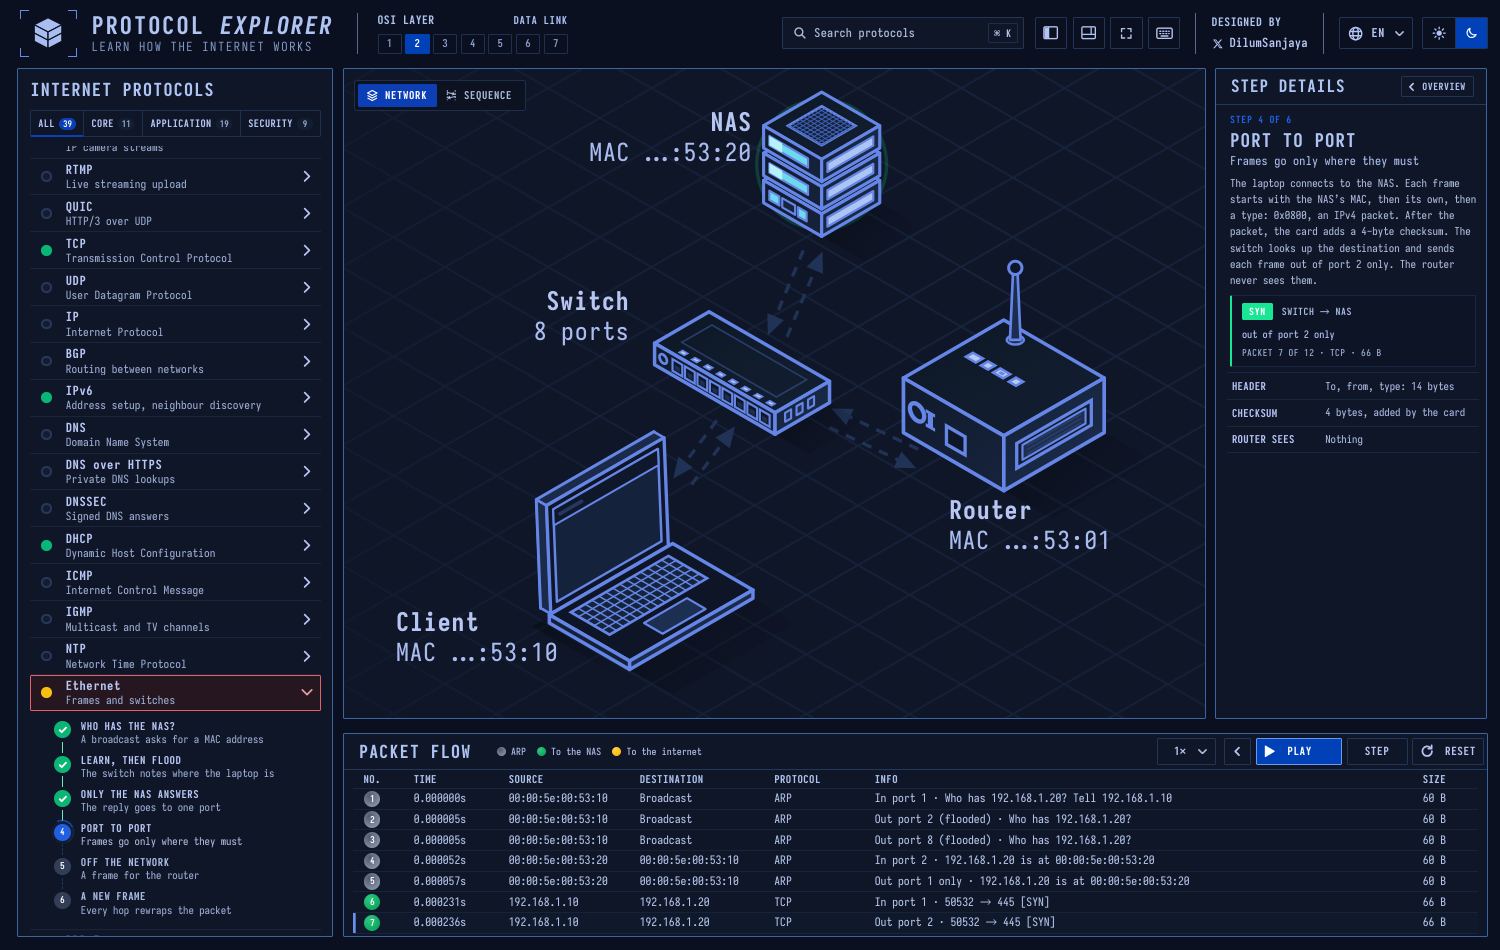 PROTOCOL EXPLORER
LEARN HOW THE INTERNET WORKS
OSI LAYER
DATA LINK
1 2 3 4 5 6 7
Search protocols
⌘ K
DESIGNED BY
DilumSanjaya
EN
INTERNET PROTOCOLS
ALL 39
CORE 11
APPLICATION 19
SECURITY 9
IP camera streams
RTMP
Live streaming upload
QUIC
HTTP/3 over UDP
TCP
Transmission Control Protocol
UDP
User Datagram Protocol
IP
Internet Protocol
BGP
Routing between networks
IPv6
Address setup, neighbour discovery
DNS
Domain Name System
DNS over HTTPS
Private DNS lookups
DNSSEC
Signed DNS answers
DHCP
Dynamic Host Configuration
ICMP
Internet Control Message
IGMP
Multicast and TV channels
NTP
Network Time Protocol
Ethernet
Frames and switches
WHO HAS THE NAS?
A broadcast asks for a MAC address
LEARN, THEN FLOOD
The switch notes where the laptop is
ONLY THE NAS ANSWERS
The reply goes to one port
4 PORT TO PORT
Frames go only where they must
5 OFF THE NETWORK
A frame for the router
6 A NEW FRAME
Every hop rewraps the packet
NETWORK
SEQUENCE
NAS
MAC ...:53:20
Switch
8 ports
Router
MAC ...:53:01
Client
MAC ...:53:10
STEP DETAILS
OVERVIEW
STEP 4 OF 6
PORT TO PORT
Frames go only where they must
The laptop connects to the NAS. Each frame
starts with the NAS's MAC, then its own, then
a type: 0x0800, an IPv4 packet. After the
packet, the card adds a 4-byte checksum. The
switch looks up the destination and sends
each frame out of port 2 only. The router
never sees them.
SYN SWITCH → NAS
out of port 2 only
PACKET 7 OF 12 · TCP · 66 B
HEADER To, from, type: 14 bytes
CHECKSUM 4 bytes, added by the card
ROUTER SEES Nothing
PACKET FLOW
ARP
To the NAS
To the internet
1×
PLAY
STEP
RESET
NO. TIME SOURCE DESTINATION PROTOCOL INFO SIZE
1 0.000000s 00:00:5e:00:53:10 Broadcast ARP In port 1 · Who has 192.168.1.20? Tell 192.168.1.10 60 B
2 0.000005s 00:00:5e:00:53:10 Broadcast ARP Out port 2 (flooded) · Who has 192.168.1.20? 60 B
3 0.000005s 00:00:5e:00:53:10 Broadcast ARP Out port 8 (flooded) · Who has 192.168.1.20? 60 B
4 0.000052s 00:00:5e:00:53:20 00:00:5e:00:53:10 ARP In port 2 · 192.168.1.20 is at 00:00:5e:00:53:20 60 B
5 0.000057s 00:00:5e:00:53:20 00:00:5e:00:53:10 ARP Out port 1 only · 192.168.1.20 is at 00:00:5e:00:53:20 60 B
6 0.000231s 192.168.1.10 192.168.1.20 TCP In port 1 · 50532 → 445 [SYN] 66 B
7 0.000236s 192.168.1.10 192.168.1.20 TCP Out port 2 · 50532 → 445 [SYN] 66 B